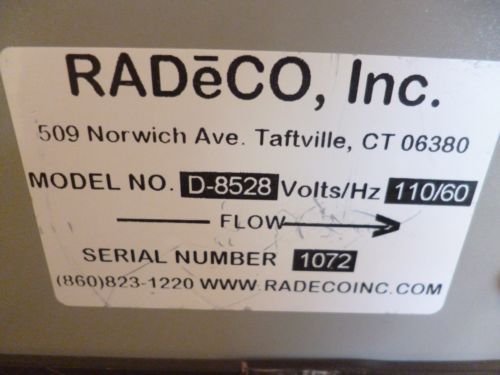 RADēCO, Inc.
509 Norwich Ave. Taftville, CT 06380
MODEL NO. D-8528 Volts/Hz 110/60
FLOW
SERIAL NUMBER 1072
(860)823-1220 WWW.RADECOINC.COM